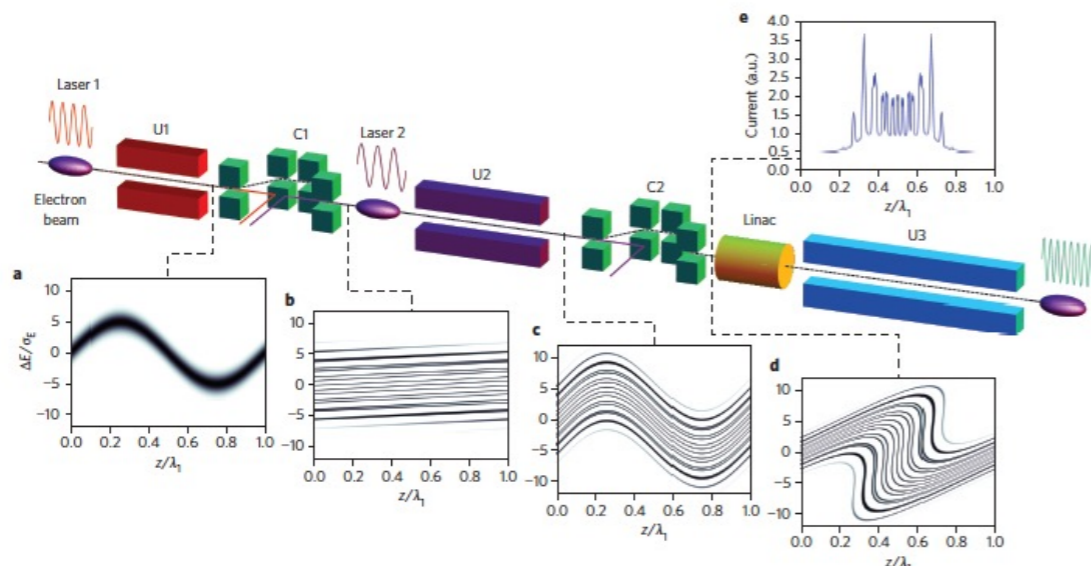 e
4.0
3.5
3.0
2.5
2.0
1.5
1.0
0.5
0.0
Current (a.u.)
0.0 0.2 0.4 0.6 0.8 1.0
z/λ₁
Laser 1
U1
C1
Laser 2
U2
C2
Linac
U3
Electron
beam
a
10
5
0
−5
−10
ΔE/σE
0.0 0.2 0.4 0.6 0.8 1.0
z/λ₁
b
10
5
0
−5
−10
0.0 0.2 0.4 0.6 0.8 1.0
z/λ₁
c
10
5
0
−5
−10
0.0 0.2 0.4 0.6 0.8 1.0
z/λ₁
d
10
5
0
−5
−10
0.0 0.2 0.4 0.6 0.8 1.0